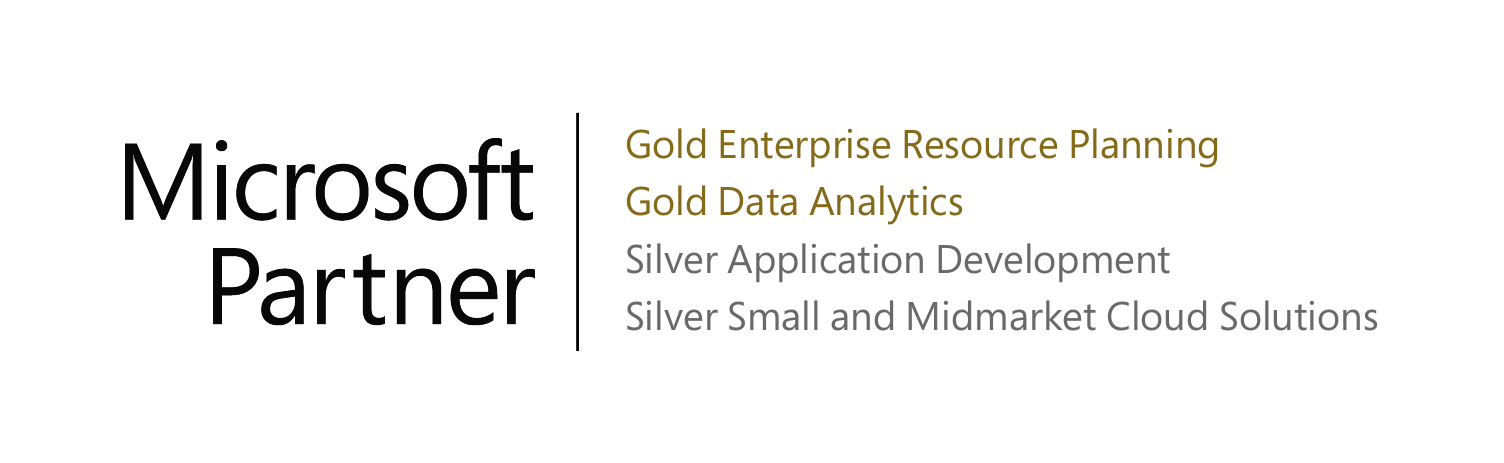 Microsoft
Partner
Gold Enterprise Resource Planning
Gold Data Analytics
Silver Application Development
Silver Small and Midmarket Cloud Solutions